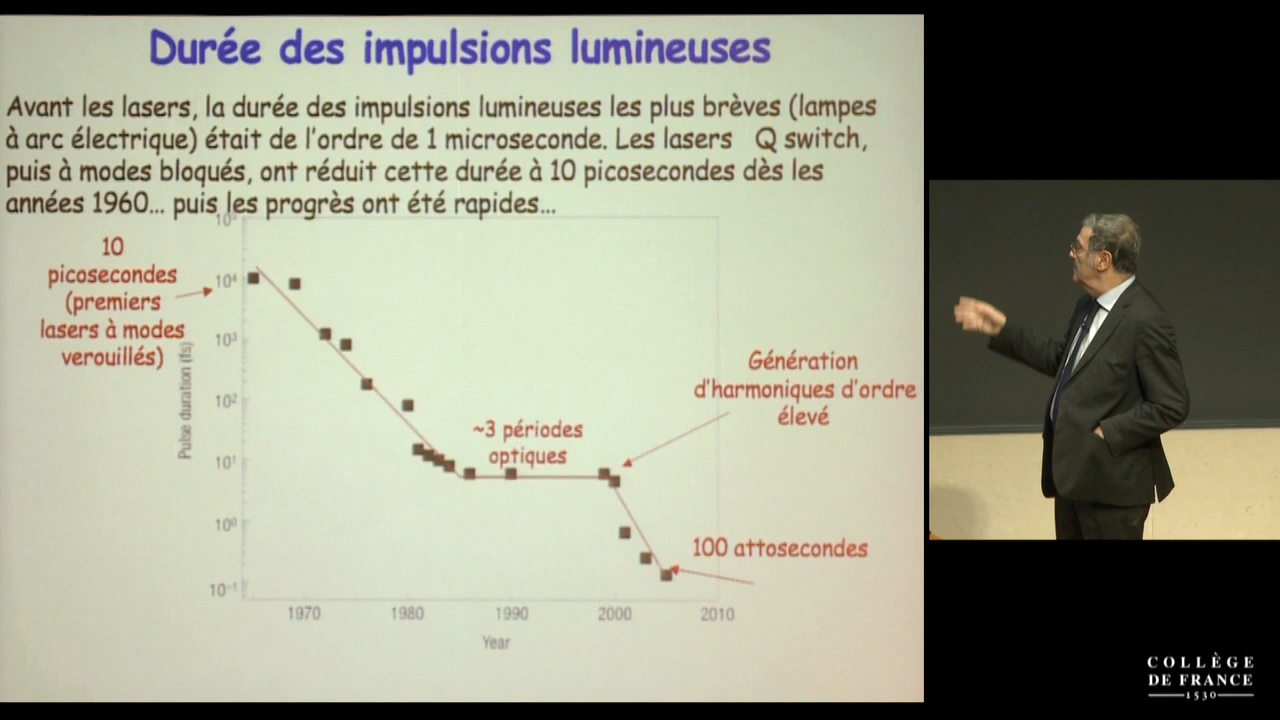 Durée des impulsions lumineuses
Avant les lasers, la durée des impulsions lumineuses les plus brèves (lampes
à arc électrique) était de l'ordre de 1 microseconde. Les lasers Q switch,
puis à modes bloqués, ont réduit cette durée à 10 picosecondes dès les
années 1960... puis les progrès ont été rapides...
10
picosecondes
(premiers
lasers à modes
verouillés)
Pulse duration (fs)
10⁵
10⁴
10³
10²
10¹
10⁰
10⁻¹
~3 périodes
optiques
Génération
d'harmoniques d'ordre
élevé
100 attosecondes
1970
1980
1990
2000
2010
Year
COLLÈGE
DE FRANCE
1530